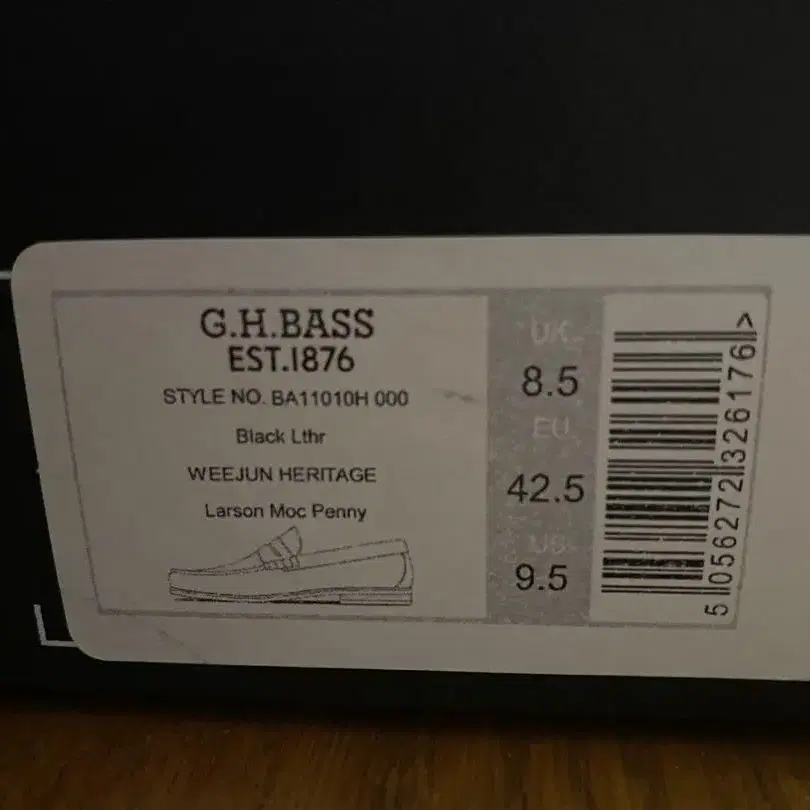 G.H.BASS
EST.1876
STYLE NO. BA11010H 000
Black Lthr
WEEJUN HERITAGE
Larson Moc Penny
UK
8.5
EU
42.5
US
9.5
5 056272 326176 >